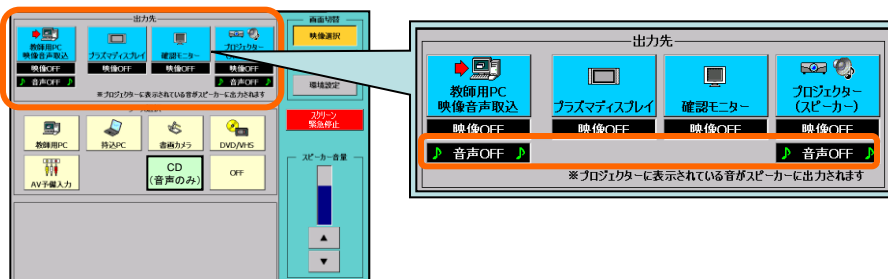 出力先
教師用PC
映像音声取込
プラズマディスプレイ
確認モニター
プロジェクター
映像OFF
映像OFF
映像OFF
映像OFF
♪ 音声OFF ♪
♪ 音声OFF ♪
※プロジェクターに表示されている音がスピーカーに出力されます
教師用PC
持込PC
書画カメラ
DVD/VHS
AV予備入力
CD
(音声のみ)
OFF
画面切替
映像選択
環境設定
スクリーン
緊急停止
スピーカー音量
▲
▼
出力先
教師用PC
映像音声取込
プラズマディスプレイ
確認モニター
プロジェクター
(スピーカー)
映像OFF
映像OFF
映像OFF
映像OFF
♪ 音声OFF ♪
♪ 音声OFF ♪
※プロジェクターに表示されている音がスピーカーに出力されます